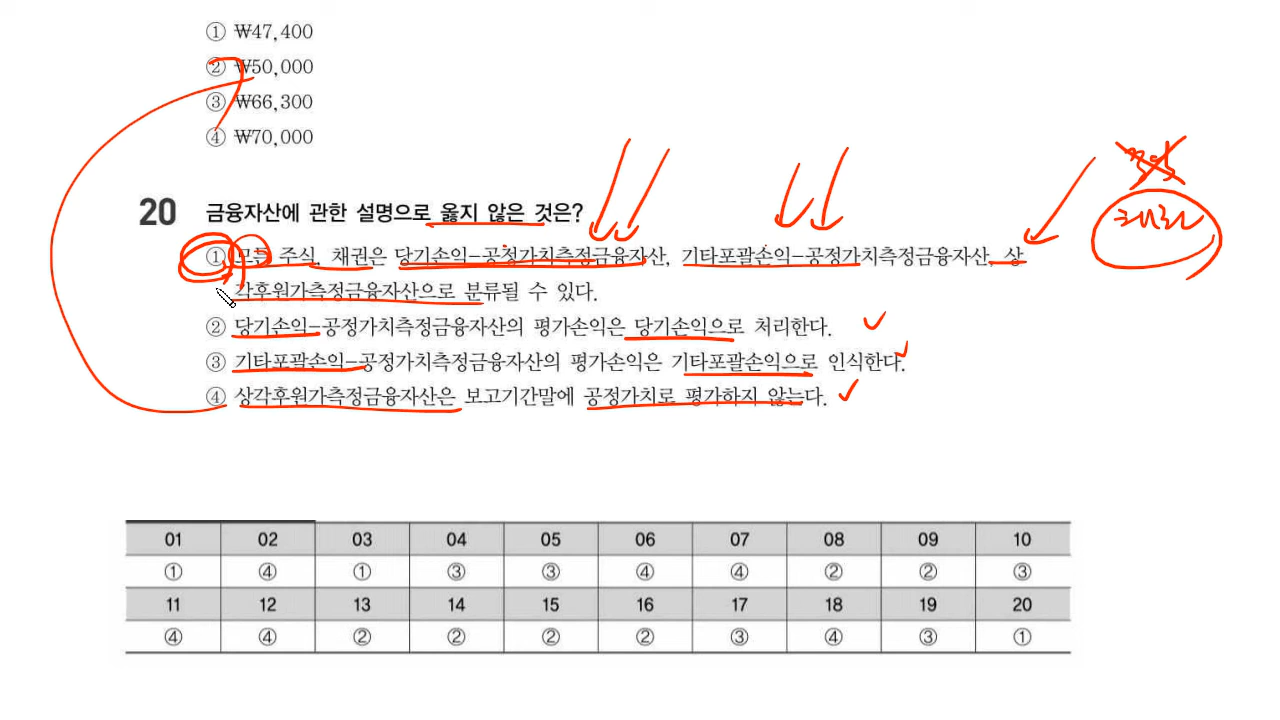 ① ₩47,400
② ₩50,000
③ ₩66,300
④ ₩70,000
20 금융자산에 관한 설명으로 옳지 않은 것은?
① 모든 주식, 채권은 당기손익-공정가치측정금융자산, 기타포괄손익-공정가치측정금융자산, 상
각후원가측정금융자산으로 분류될 수 있다.
② 당기손익-공정가치측정금융자산의 평가손익은 당기손익으로 처리한다.
③ 기타포괄손익-공정가치측정금융자산의 평가손익은 기타포괄손익으로 인식한다.
④ 상각후원가측정금융자산은 보고기간말에 공정가치로 평가하지 않는다.
01 02 03 04 05 06 07 08 09 10
① ④ ① ③ ③ ④ ④ ② ② ③
11 12 13 14 15 16 17 18 19 20
④ ④ ② ② ② ② ③ ④ ③ ①